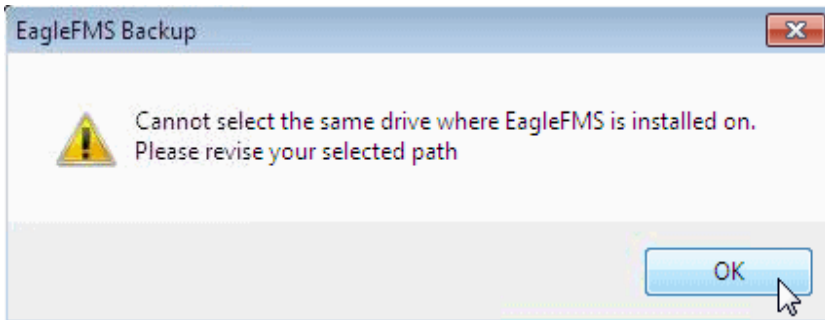 EagleFMS Backup
Cannot select the same drive where EagleFMS is installed on.
Please revise your selected path
OK